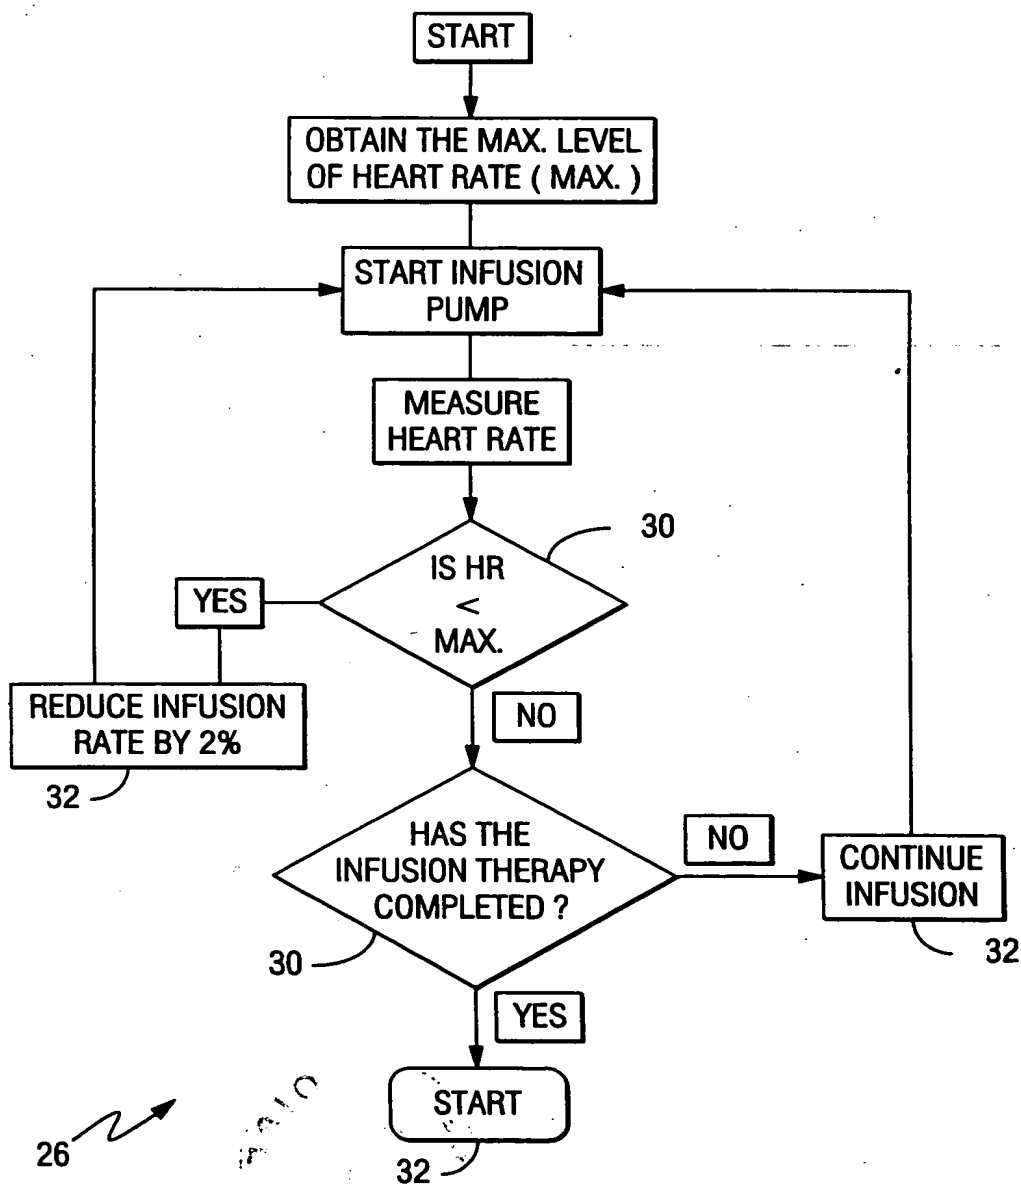 START
OBTAIN THE MAX. LEVEL
OF HEART RATE ( MAX. )
START INFUSION
PUMP
MEASURE
HEART RATE
30
IS HR
<
MAX.
YES
REDUCE INFUSION
RATE BY 2%
32
NO
HAS THE
INFUSION THERAPY
COMPLETED ?
30
NO
CONTINUE
INFUSION
32
YES
START
32
26